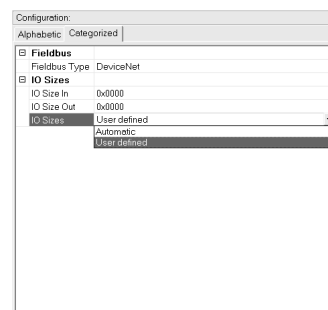 Configuration:
Alphabetic Categorized
Fieldbus
Fieldbus Type DeviceNet
IO Sizes
IO Size In 0x0000
IO Size Out 0x0000
IO Sizes User defined
Automatic
User defined